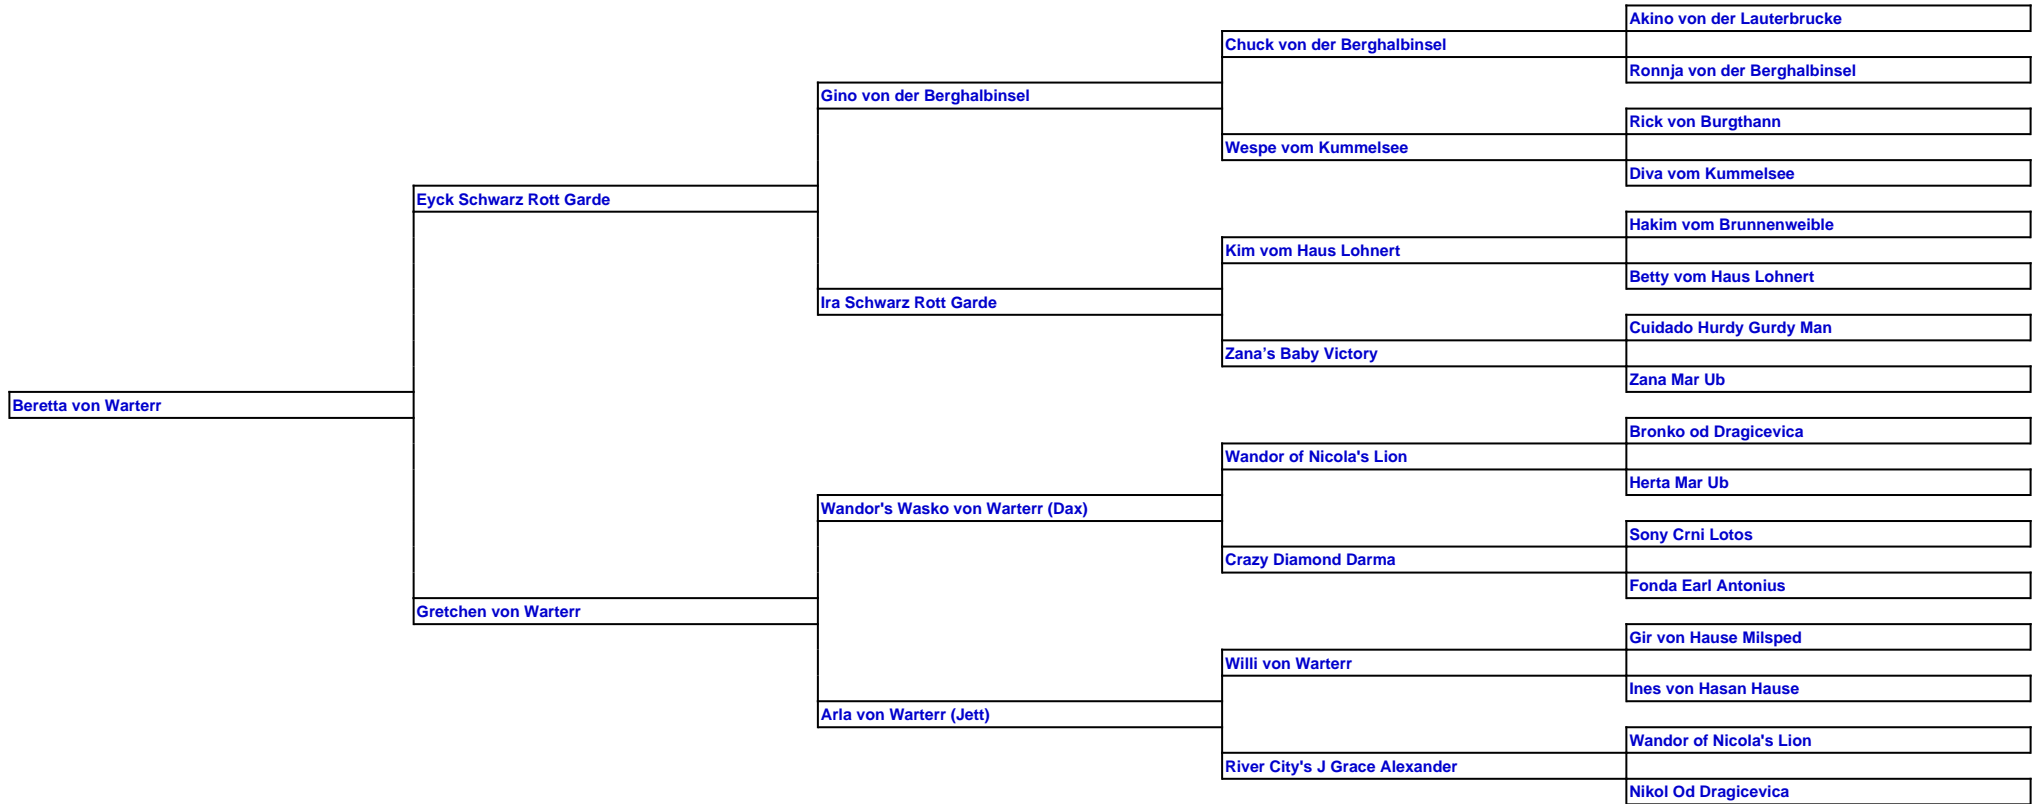 Akino von der Lauterbrucke
Chuck von der Berghalbinsel
Ronnja von der Berghalbinsel
Gino von der Berghalbinsel
Rick von Burgthann
Wespe vom Kummelsee
Diva vom Kummelsee
Eyck Schwarz Rott Garde
Hakim vom Brunnenweible
Kim vom Haus Lohnert
Betty vom Haus Lohnert
Ira Schwarz Rott Garde
Cuidado Hurdy Gurdy Man
Zana’s Baby Victory
Zana Mar Ub
Beretta von Warterr
Bronko od Dragicevica
Wandor of Nicola's Lion
Herta Mar Ub
Wandor's Wasko von Warterr (Dax)
Sony Crni Lotos
Crazy Diamond Darma
Fonda Earl Antonius
Gretchen von Warterr
Gir von Hause Milsped
Willi von Warterr
Ines von Hasan Hause
Arla von Warterr (Jett)
Wandor of Nicola's Lion
River City's J Grace Alexander
Nikol Od Dragicevica